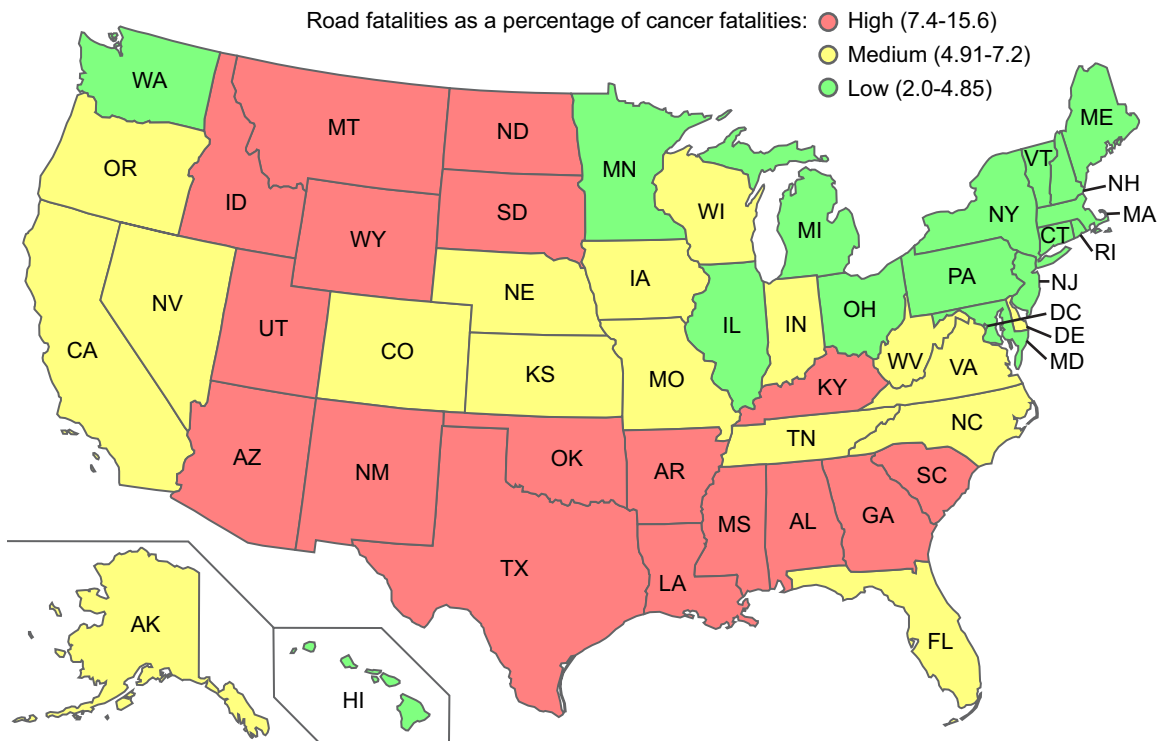 Road fatalities as a percentage of cancer fatalities:
High (7.4-15.6)
Medium (4.91-7.2)
Low (2.0-4.85)
WA
MT
ND
MN
ME
VT
OR
ID
SD
WI
NH
NY
MA
WY
MI
CT
RI
PA
NJ
NE
IA
NV
OH
DC
UT
IL
IN
DE
CA
CO
WV
MD
KS
MO
VA
KY
NC
TN
AZ
NM
OK
AR
SC
MS
AL
GA
TX
LA
AK
FL
HI